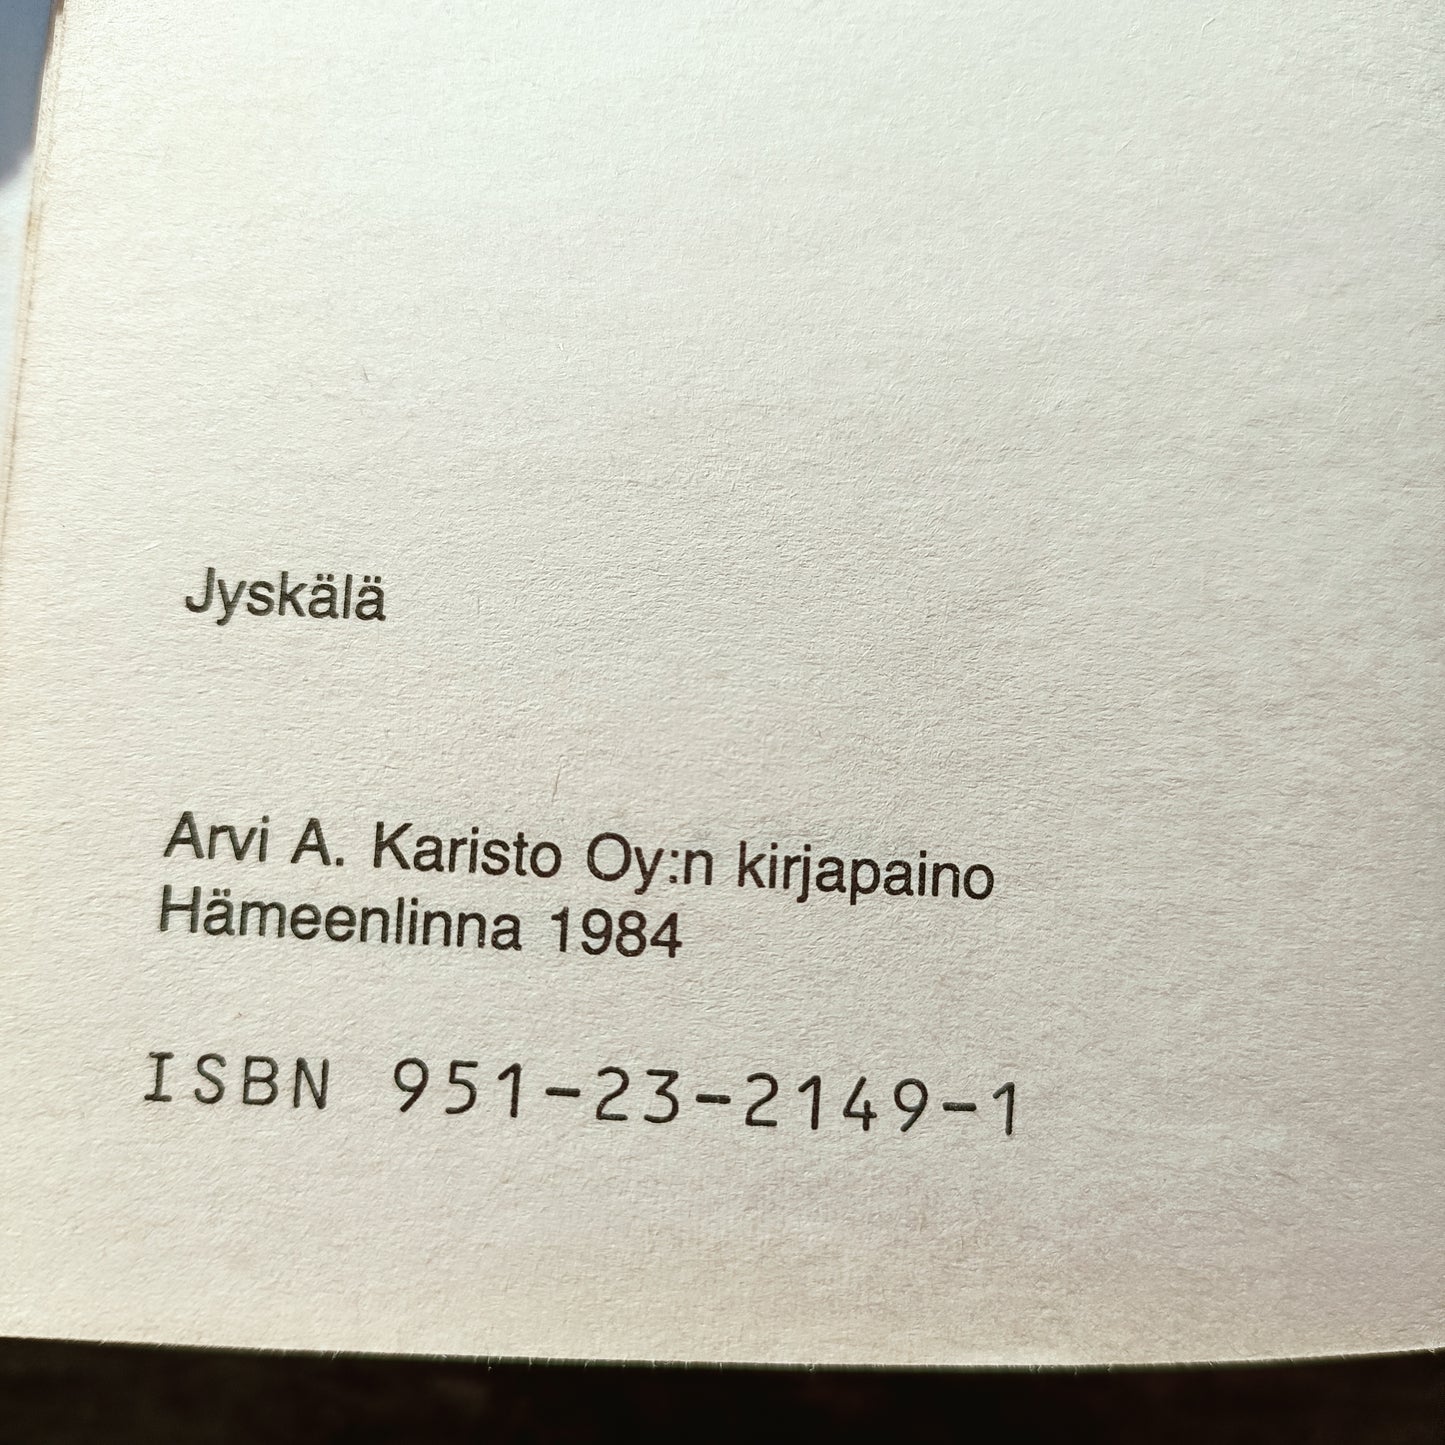 Jyskälä
Arvi A. Karisto Oy:n kirjapaino
Hämeenlinna 1984
ISBN 951-23-2149-1